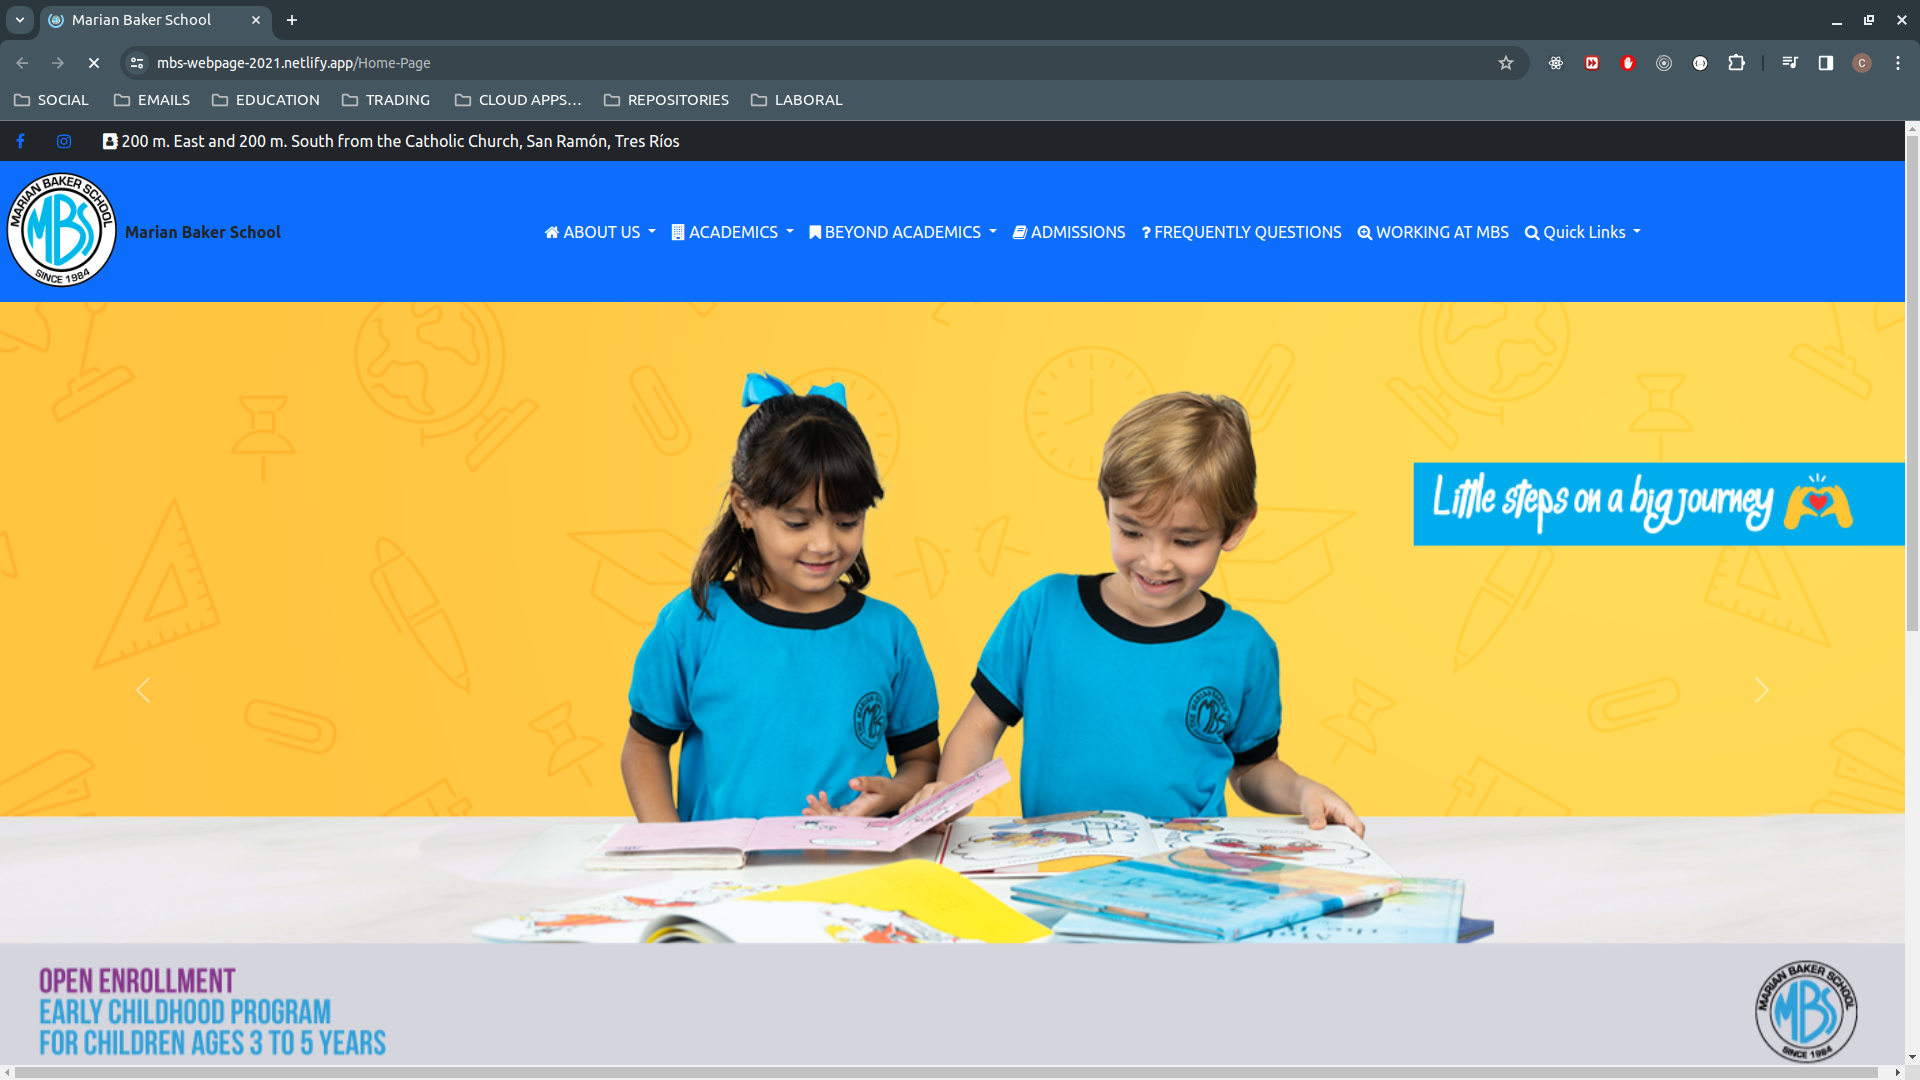 Marian Baker School
mbs-webpage-2021.netlify.app/Home-Page
C
SOCIAL EMAILS EDUCATION TRADING CLOUD APPS... REPOSITORIES LABORAL
200 m. East and 200 m. South from the Catholic Church, San Ramón, Tres Ríos
MARIAN BAKER SCHOOL
MBS
SINCE 1984
Marian Baker School
ABOUT US ACADEMICS BEYOND ACADEMICS ADMISSIONS FREQUENTLY QUESTIONS WORKING AT MBS Quick Links
Little steps on a big journey
MBS
MBS
OPEN ENROLLMENT
EARLY CHILDHOOD PROGRAM
FOR CHILDREN AGES 3 TO 5 YEARS
MARIAN BAKER SCHOOL
MBS
SINCE 1984